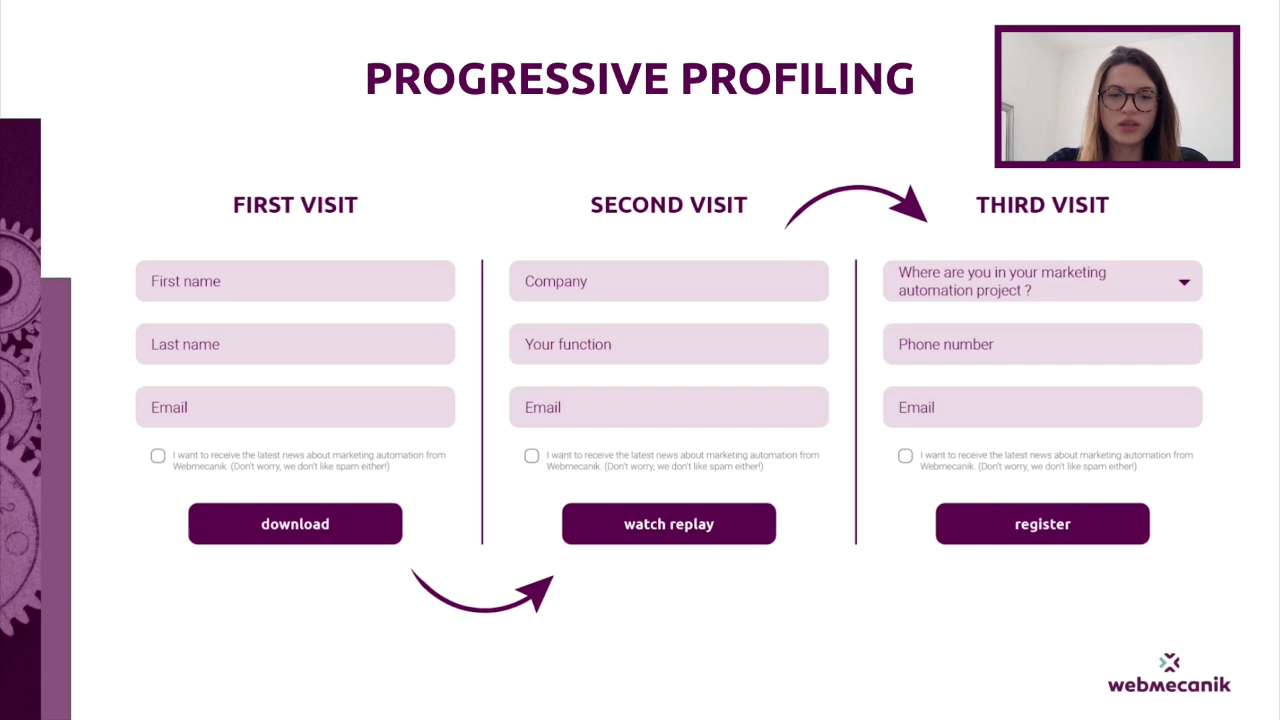 PROGRESSIVE PROFILING
FIRST VISIT
First name
Last name
Email
I want to receive the latest news about marketing automation from
Webmecanik. (Don't worry, we don't like spam either!)
download
SECOND VISIT
Company
Your function
Email
I want to receive the latest news about marketing automation from
Webmecanik. (Don't worry, we don't like spam either!)
watch replay
THIRD VISIT
Where are you in your marketing
automation project ?
Phone number
Email
I want to receive the latest news about marketing automation from
Webmecanik. (Don't worry, we don't like spam either!)
register
webmecanik